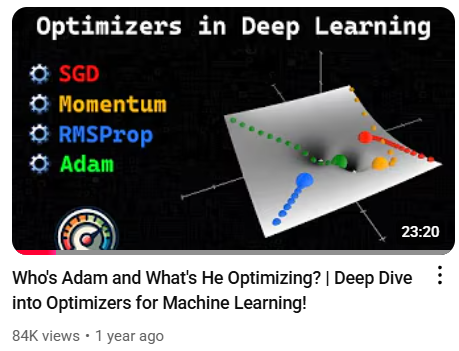 Optimizers in Deep Learning
SGD
Momentum
RMSProp
Adam
23:20
Who's Adam and What's He Optimizing? | Deep Dive
into Optimizers for Machine Learning!
84K views • 1 year ago